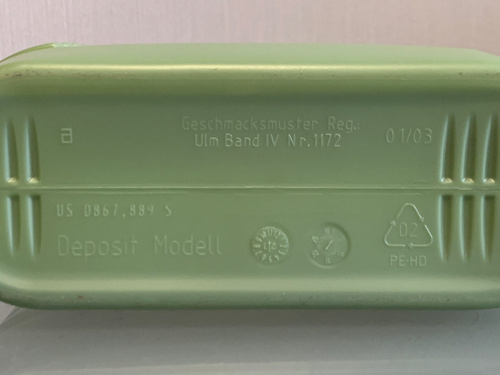 a
Geschmacksmuster Reg.:
Ulm Band IV Nr.1172
01/03
US D867,889 S
Deposit Modell
02
PE-HD